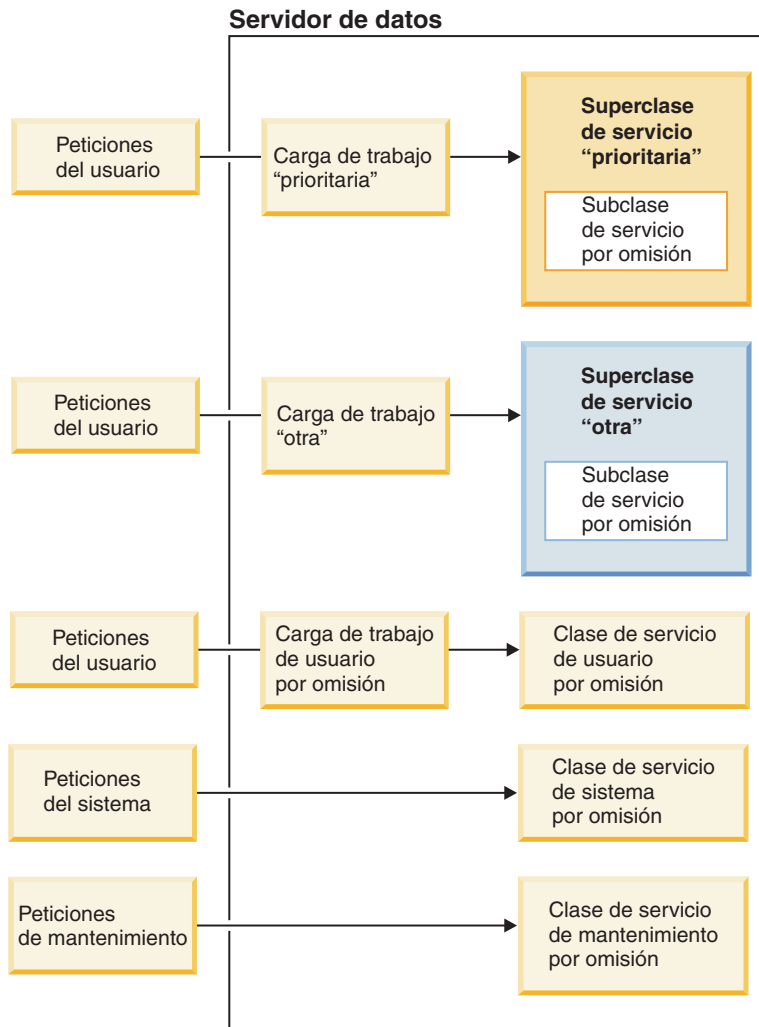 Servidor de datos
Peticiones
del usuario
Carga de trabajo
“prioritaria”
Superclase
de servicio
“prioritaria”
Subclase
de servicio
por omisión
Peticiones
del usuario
Carga de trabajo
“otra”
Superclase
de servicio
“otra”
Subclase
de servicio
por omisión
Peticiones
del usuario
Carga de trabajo
de usuario
por omisión
Clase de servicio
de usuario
por omisión
Peticiones
del sistema
Clase de servicio
de sistema
por omisión
Peticiones
de mantenimiento
Clase de servicio
de mantenimiento
por omisión